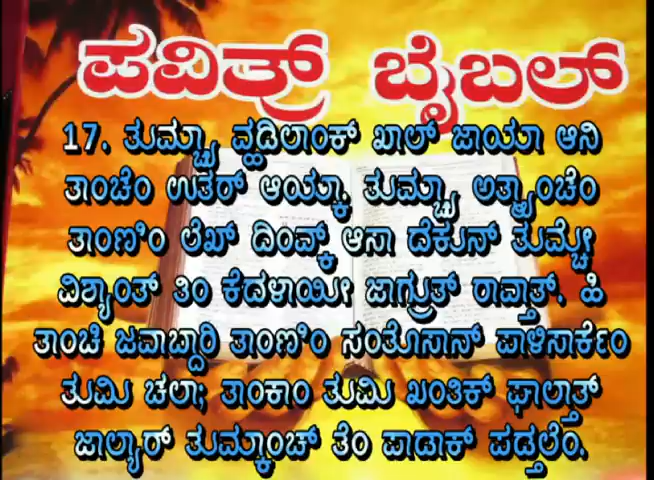 ಪವಿತ್ರ್ ಬೈಬಲ್
17. ತುಮ್ಚ್ಯಾ ವ್ಹಡಿಲಾಂಕ್ ಖಾಲ್ ಜಾಯಾ ಆನಿ
ತಾಂಚೆಂ ಉತರ್ ಆಯ್ಕಾ, ತುಮ್ಚ್ಯಾ ಅತ್ಮ್ಯಾಂಚೆಂ
ತಾಂಣಿಂ ಲೆಖ್ ದಿಂವ್ಕ್ ಆಸಾ ದೆಕುನ್ ತುಮ್ಚೇ
ವಿಶ್ಯಾಂತ್ ತಿಂ ಕೆದಳಾಯೀ ಜಾಗ್ರುತ್ ರಾವ್ತಾತ್. ಹಿ
ತಾಂಚಿ ಜವಾಬ್ದಾರಿ ತಾಂಣಿಂ ಸಂತೊಸಾನ್ ಪಾಳಿಸಾರ್ಕೆಂ
ತುಮಿ ಚಲಾ; ತಾಂಕಾಂ ತುಮಿ ಖಂತಿಕ್ ಘಾಲ್ತಾತ್
ಜಾಲ್ಯಾರ್ ತುಮ್ಕಾಂಚ್ ತೆಂ ಪಾಡಾಕ್ ಪಡ್ತಲೆಂ.